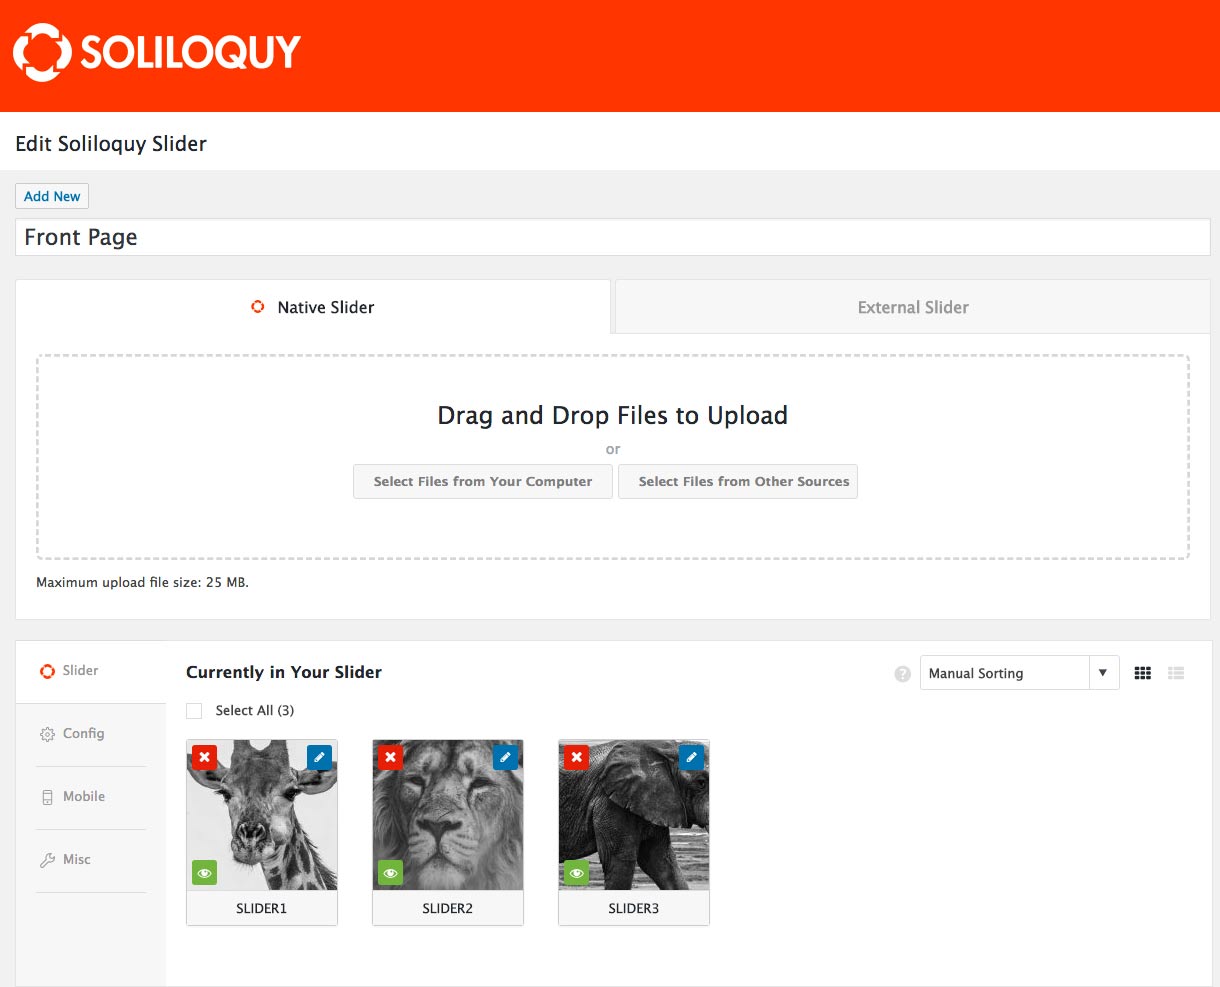 SOLILOQUY
Edit Soliloquy Slider
Add New
Front Page
Native Slider
External Slider
Drag and Drop Files to Upload
or
Select Files from Your Computer
Select Files from Other Sources
Maximum upload file size: 25 MB.
Slider
Config
Mobile
Misc
Currently in Your Slider
?
Manual Sorting
Select All (3)
SLIDER1
SLIDER2
SLIDER3